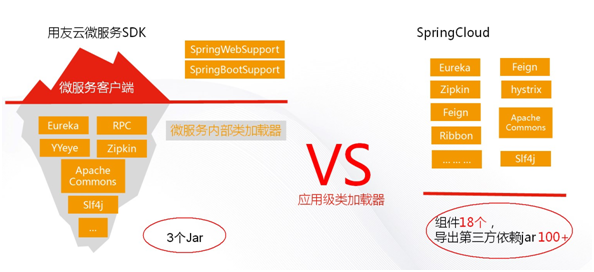 用友云微服务SDK
SpringWebSupport
SpringBootSupport
微服务客户端
Eureka
RPC
YYeye
Zipkin
Apache
Commons
Slf4j
...
微服务内部类加载器
3个Jar
VS
应用级类加载器
SpringCloud
Eureka
Feign
Zipkin
hystrix
Feign
Apache
Commons
Ribbon
... ... ...
Slf4j
组件18个，
导出第三方依赖jar 100+